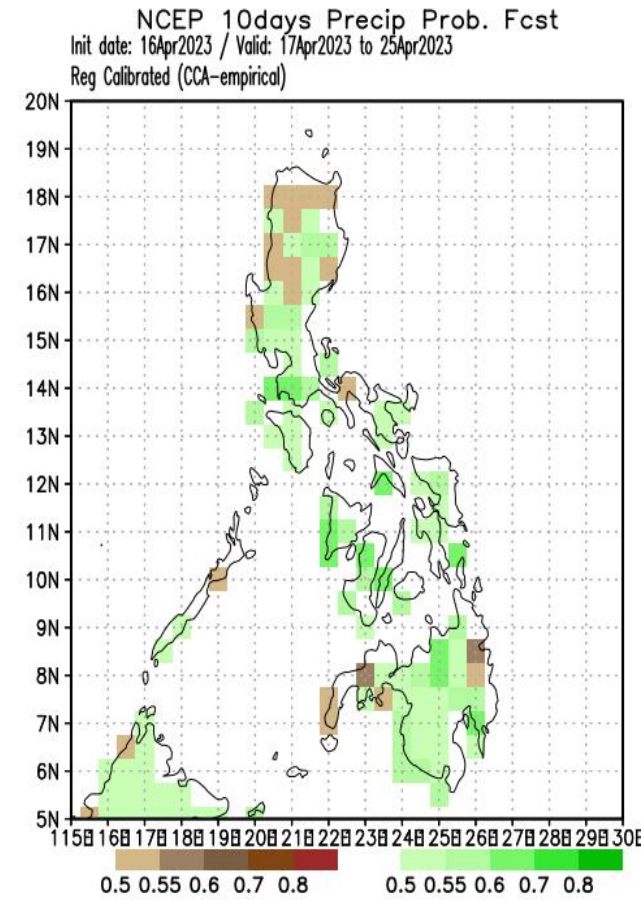 NCEP 10days Precip Prob. Fcst
Init date: 16Apr2023 / Valid: 17Apr2023 to 25Apr2023
Reg Calibrated (CCA-empirical)
20N
19N
18N
17N
16N
15N
14N
13N
12N
11N
10N
9N
8N
7N
6N
5N
115E 116E 117E 118E 119E 120E 121E 122E 123E 124E 125E 126E 127E 128E 129E 130E
0.5 0.55 0.6 0.7 0.8 0.5 0.55 0.6 0.7 0.8